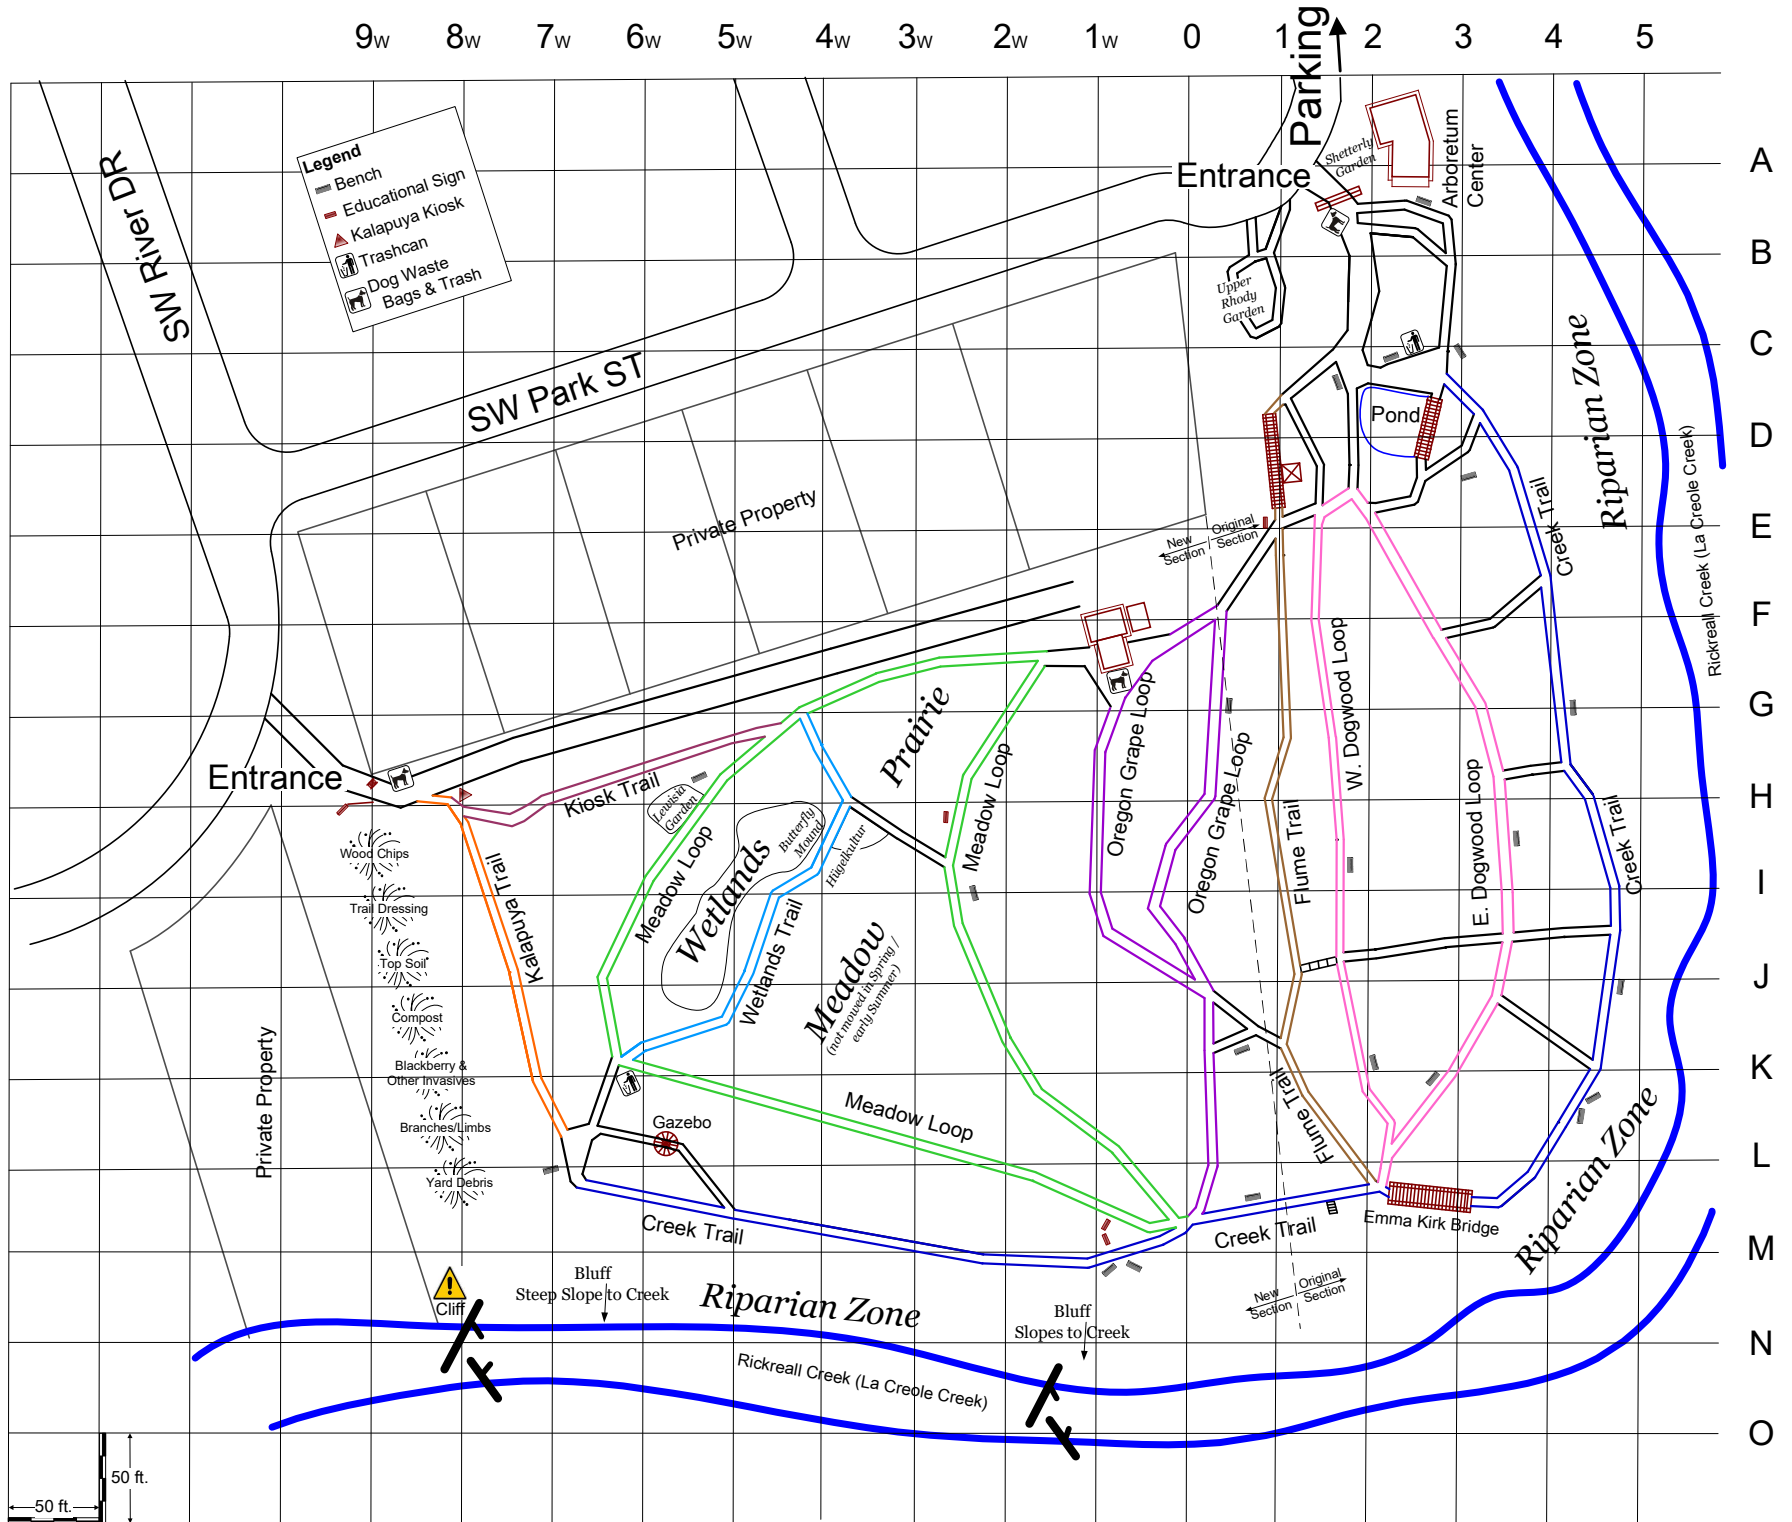 9W 8W 7W 6W 5W 4W 3W 2W 1W 0 1 2 3 4 5
Parking
A
B
C
D
E
F
G
H
I
J
K
L
M
N
O
SW River DR
Legend
Bench
Educational Sign
Kalapuya Kiosk
Trashcan
Dog Waste
Bags & Trash
Entrance
Shetterly
Garden
Arboretum
Center
Upper
Rhody
Garden
SW Park ST
Private Property
Pond
Riparian Zone
Rickreall Creek (La Creole Creek)
Creek Trail
New
Section
Original
Section
Entrance
Kiosk Trail
Lewisia
Garden
Prairie
Meadow Loop
Oregon Grape Loop
Oregon Grape Loop
W. Dogwood Loop
E. Dogwood Loop
Flume Trail
Creek Trail
Wood Chips
Trail Dressing
Top Soil
Compost
Blackberry &
Other Invasives
Branches/Limbs
Yard Debris
Kalapuya Trail
Meadow Loop
Wetlands
Butterfly
Mound
Hügelkultur
Wetlands Trail
Meadow
(not mowed in Spring /
early Summer)
Private Property
Gazebo
Meadow Loop
Flume Trail
Creek Trail
Creek Trail
Emma Kirk Bridge
Riparian Zone
Cliff
Bluff
Steep Slope to Creek
Riparian Zone
Bluff
Slopes to Creek
New
Section
Original
Section
Rickreall Creek (La Creole Creek)
50 ft.
50 ft.